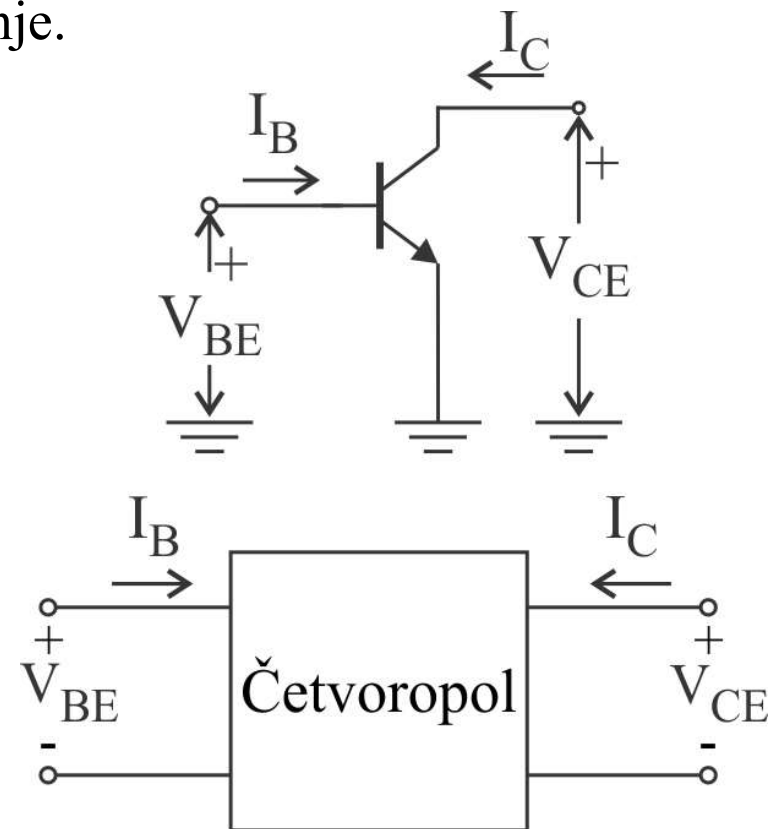 nje.
I_C
I_B
+
+
V_CE
V_BE
I_B
I_C
+
+
V_BE
Četvoropol
V_CE
-
-